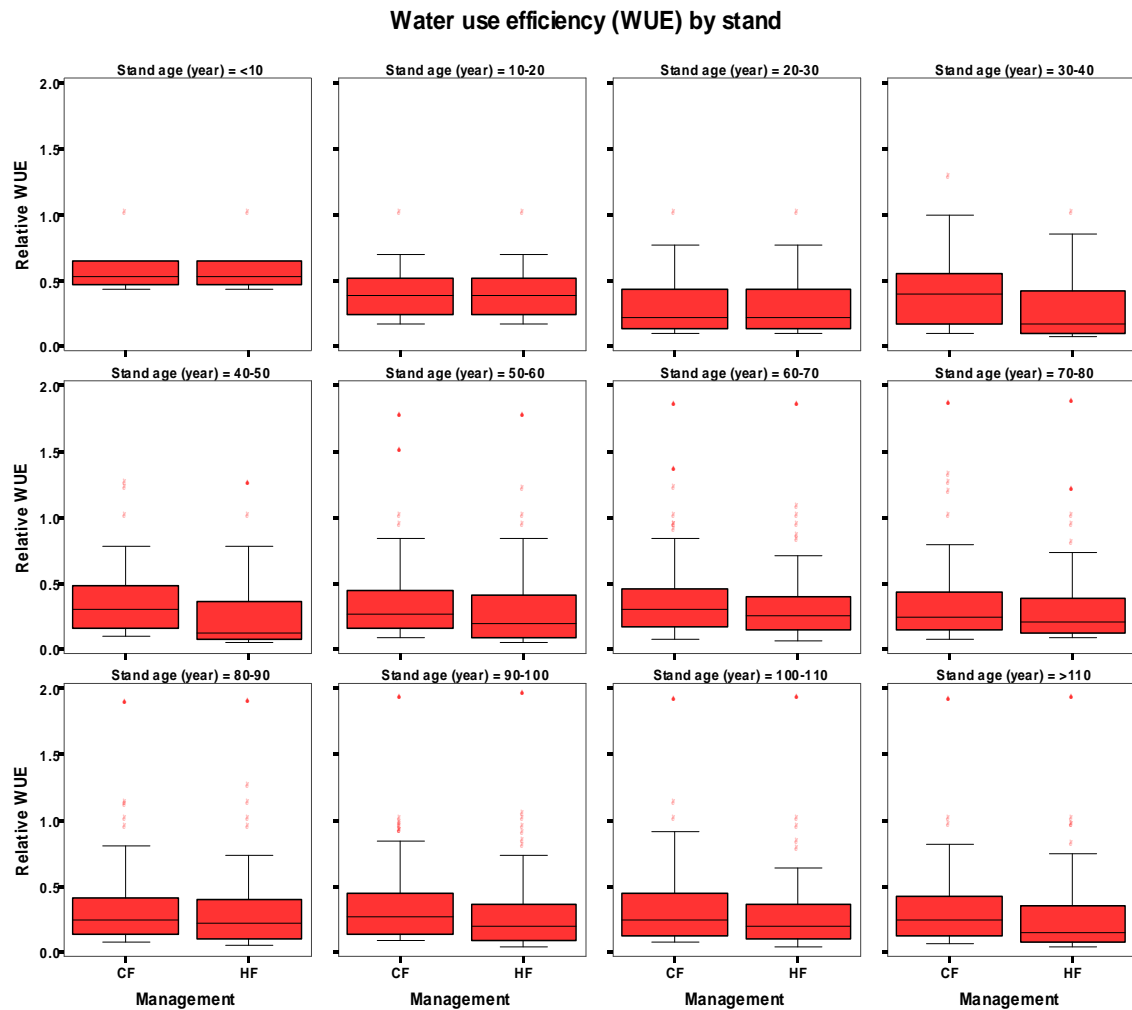 Water use efficiency (WUE) by stand
Stand age (year) = <10
Stand age (year) = 10-20
Stand age (year) = 20-30
Stand age (year) = 30-40
2.0
1.5
1.0
0.5
0.0
Relative WUE
Stand age (year) = 40-50
Stand age (year) = 50-60
Stand age (year) = 60-70
Stand age (year) = 70-80
2.0
1.5
1.0
0.5
0.0
Relative WUE
Stand age (year) = 80-90
Stand age (year) = 90-100
Stand age (year) = 100-110
Stand age (year) = >110
2.0
1.5
1.0
0.5
0.0
Relative WUE
CF HF
CF HF
CF HF
CF HF
Management
Management
Management
Management